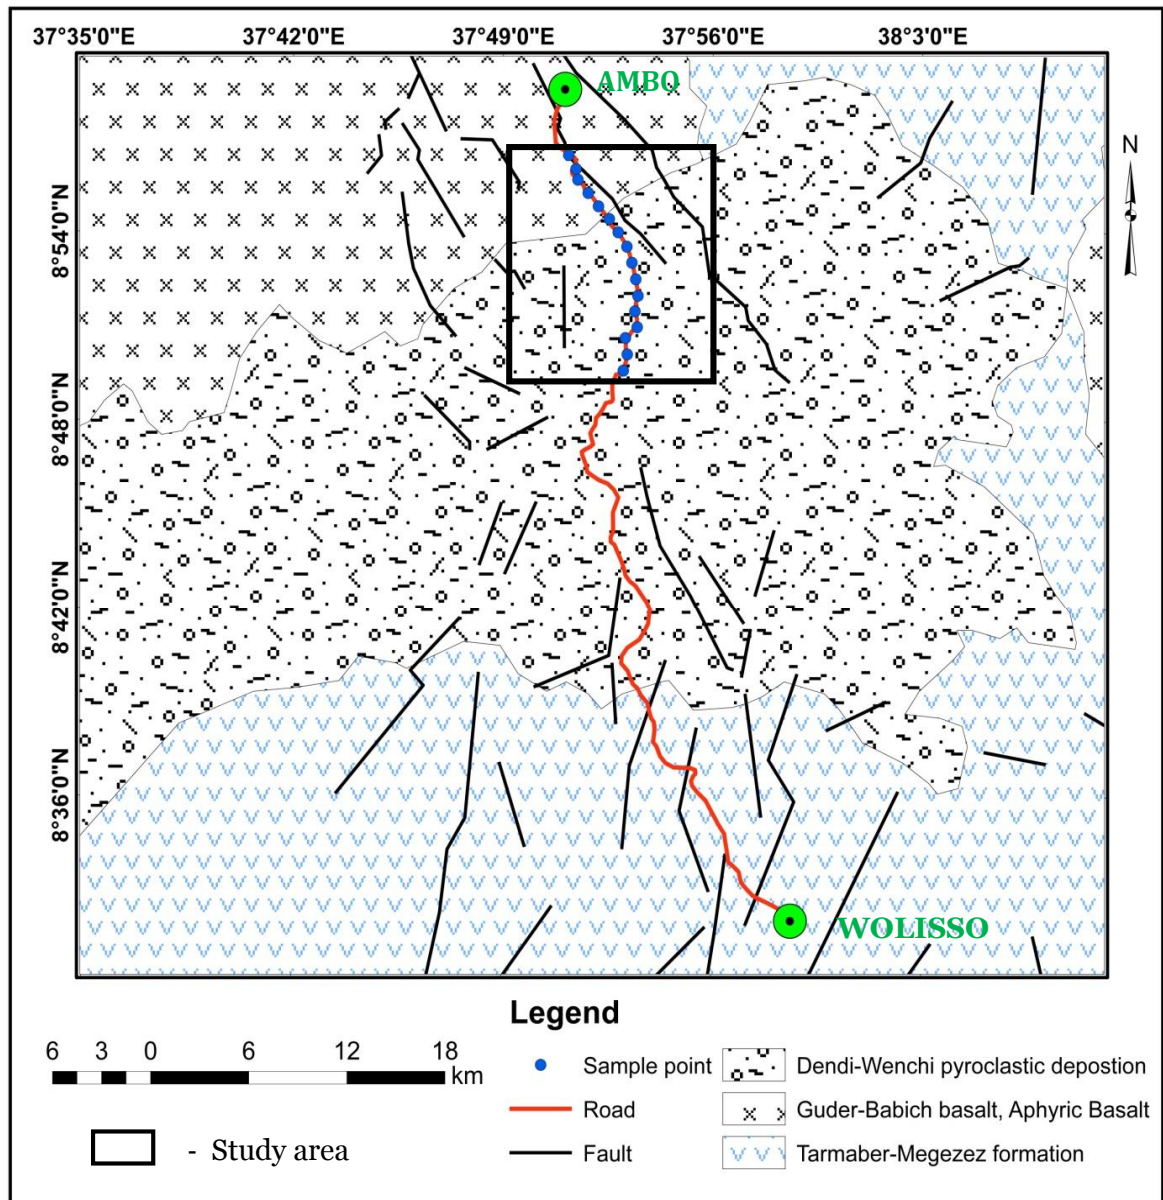 37°35'0"E 37°42'0"E 37°49'0"E 37°56'0"E 38°3'0"E
AMBO
N
8°54'0"N
8°48'0"N
8°42'0"N
8°36'0"N
WOLISSO
Legend
6 3 0 6 12 18
km
Sample point
Dendi-Wenchi pyroclastic depostion
Road
Guder-Babich basalt, Aphyric Basalt
- Study area
Fault
Tarmaber-Megezez formation